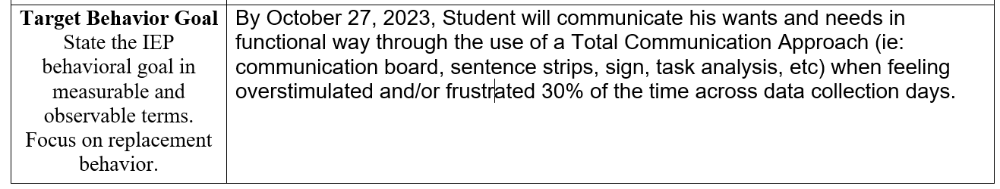 Target Behavior Goal
State the IEP
behavioral goal in
measurable and
observable terms.
Focus on replacement
behavior.
By October 27, 2023, Student will communicate his wants and needs in
functional way through the use of a Total Communication Approach (ie:
communication board, sentence strips, sign, task analysis, etc) when feeling
overstimulated and/or frustrated 30% of the time across data collection days.